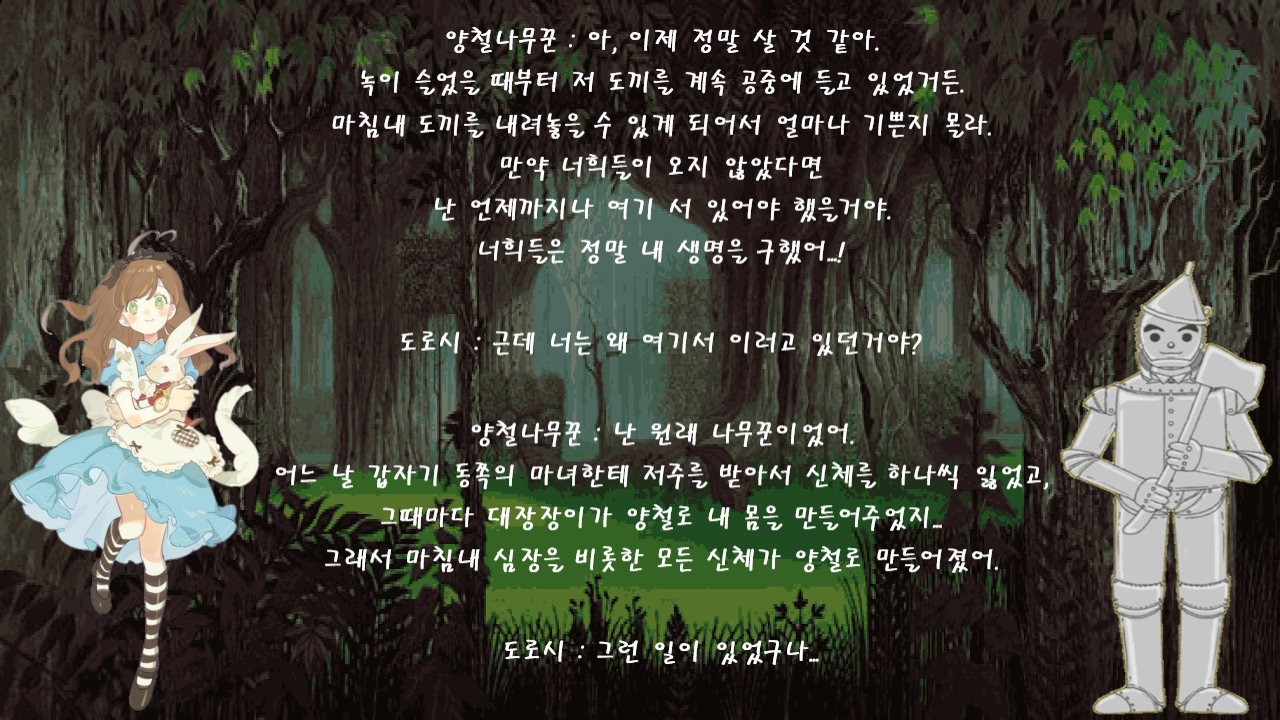 양철나무꾼 : 아, 이제 정말 살 것 같아.
녹이 슬었을 때부터 저 도끼를 계속 공중에 들고 있었거든.
마침내 도끼를 내려놓을 수 있게 되어서 얼마나 기쁜지 몰라.
만약 너희들이 오지 않았다면
난 언제까지나 여기 서 있어야 했을거야.
너희들은 정말 내 생명을 구했어...!
도로시 : 근데 너는 왜 여기서 이러고 있던거야?
양철나무꾼 : 난 원래 나무꾼이었어.
어느 날 갑자기 동쪽의 마녀한테 저주를 받아서 신체를 하나씩 잃었고,
그때마다 대장장이가 양철로 내 몸을 만들어주었지...
그래서 마침내 심장을 비롯한 모든 신체가 양철로 만들어졌어.
도로시 : 그런 일이 있었구나...